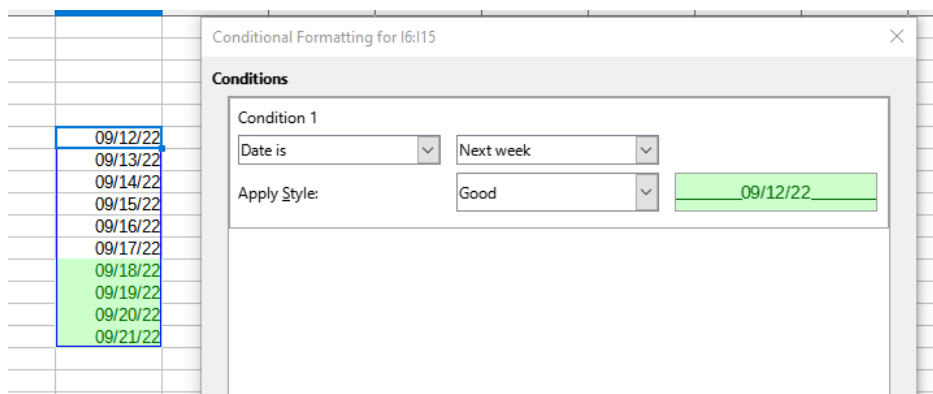 Conditional Formatting for I6:I15
Conditions
Condition 1
Date is
Next week
Apply Style:
Good
09/12/22
09/12/22
09/13/22
09/14/22
09/15/22
09/16/22
09/17/22
09/18/22
09/19/22
09/20/22
09/21/22